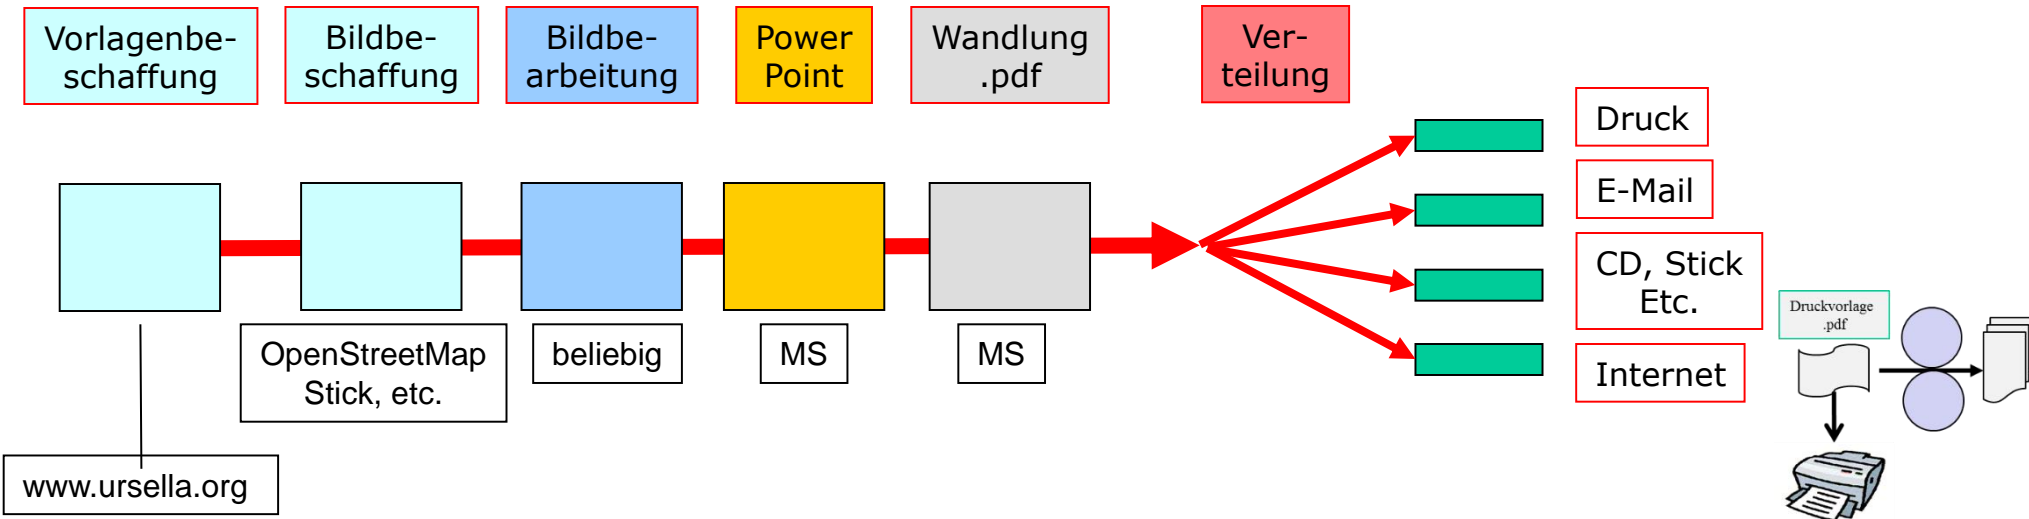 Vorlagenbe-
schaffung
Bildbe-
schaffung
Bildbe-
arbeitung
Power
Point
Wandlung
.pdf
Ver-
teilung
Druck
E-Mail
CD, Stick
Etc.
Internet
OpenStreetMap
Stick, etc.
beliebig
MS
MS
www.ursella.org
Druckvorlage
.pdf